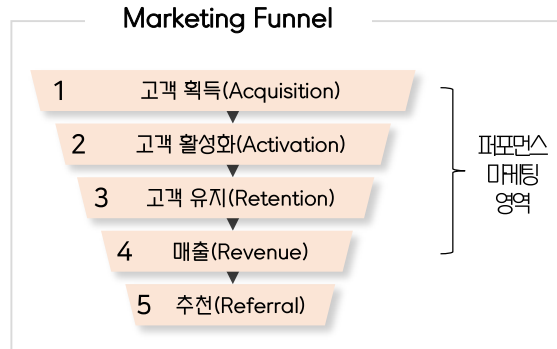 Marketing Funnel
1 고객 획득(Acquisition)
2 고객 활성화(Activation)
3 고객 유지(Retention)
4 매출(Revenue)
5 추천(Referral)
퍼포먼스
마케팅
영역